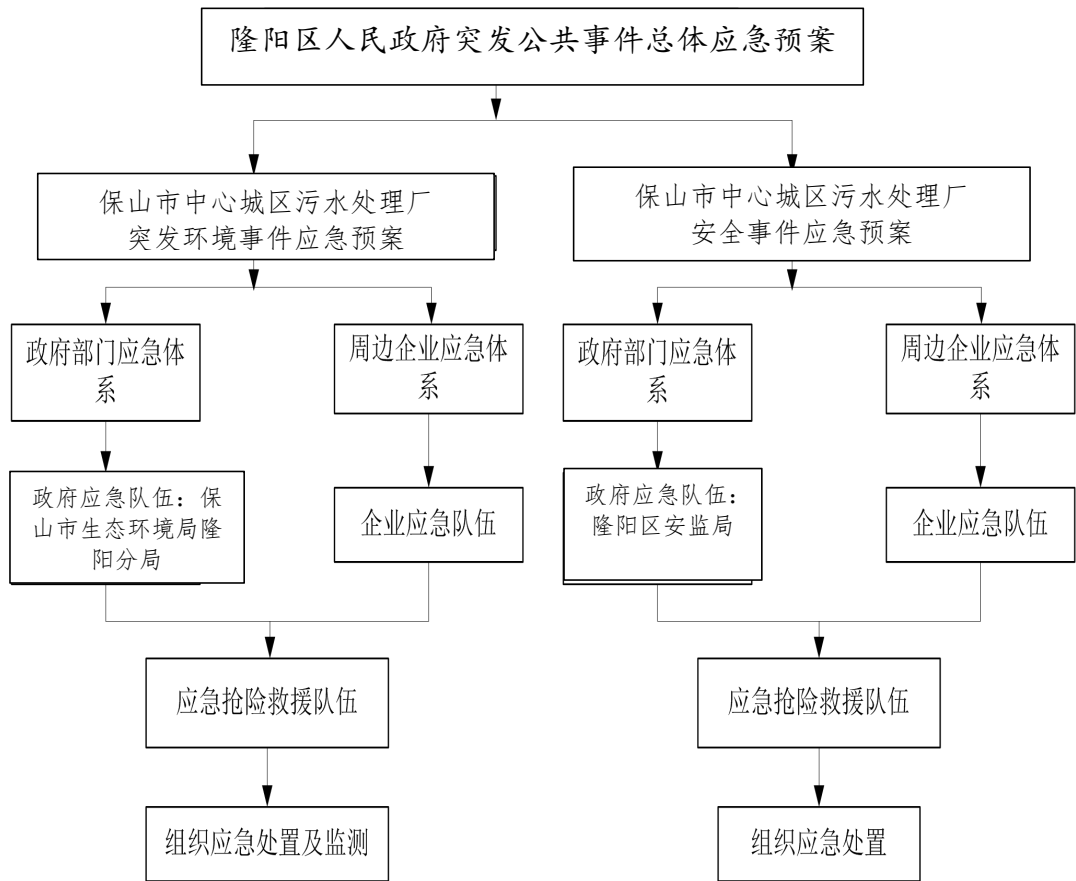 隆阳区人民政府突发公共事件总体应急预案
保山市中心城区污水处理厂
突发环境事件应急预案
保山市中心城区污水处理厂
安全事件应急预案
政府部门应急体
系
周边企业应急体
系
政府部门应急体
系
周边企业应急体
系
政府应急队伍：保
山市生态环境局隆
阳分局
企业应急队伍
政府应急队伍：
隆阳区安监局
企业应急队伍
应急抢险救援队伍
应急抢险救援队伍
组织应急处置及监测
组织应急处置